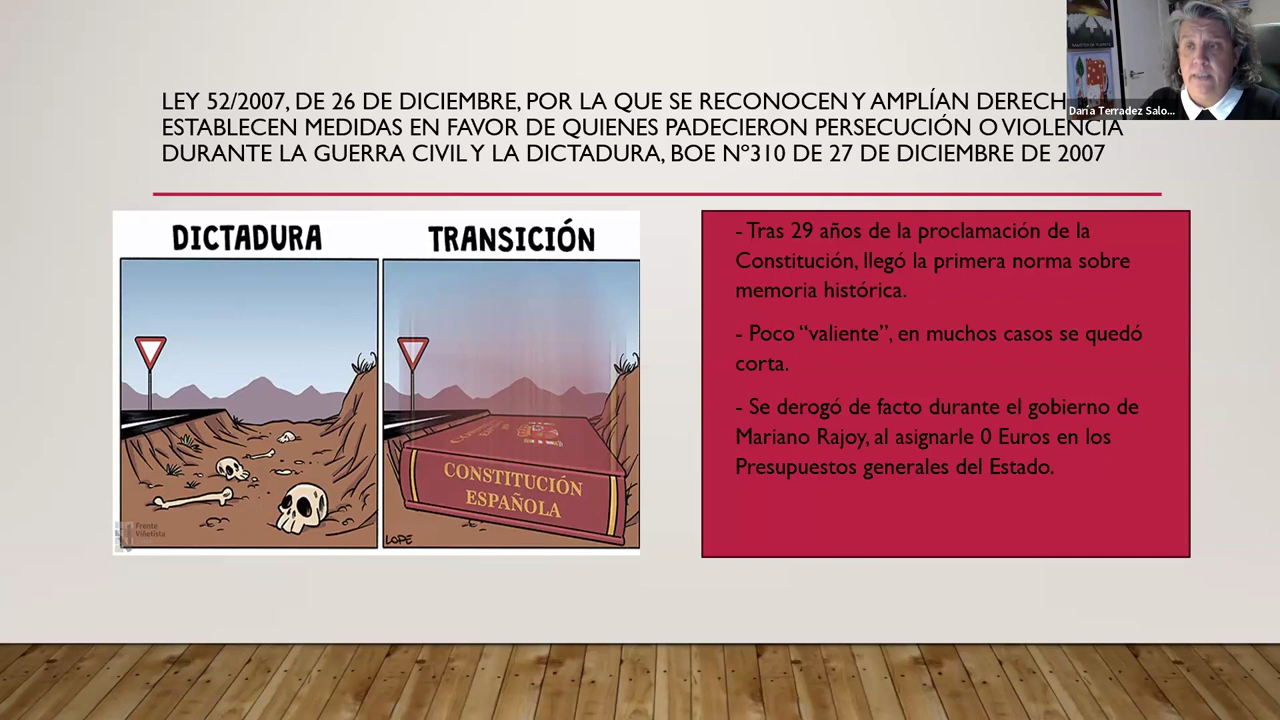 LEY 52/2007, DE 26 DE DICIEMBRE, POR LA QUE SE RECONOCEN Y AMPLÍAN DERECH
ESTABLECEN MEDIDAS EN FAVOR DE QUIENES PADECIERON PERSECUCIÓN O VIOLENCIA
DURANTE LA GUERRA CIVIL Y LA DICTADURA, BOE Nº310 DE 27 DE DICIEMBRE DE 2007
Daría Terradez Salo...
DICTADURA
TRANSICIÓN
CONSTITUCIÓN
ESPAÑOLA
Frente
Viñetista
LOPE
- Tras 29 años de la proclamación de la
Constitución, llegó la primera norma sobre
memoria histórica.
- Poco “valiente”, en muchos casos se quedó
corta.
- Se derogó de facto durante el gobierno de
Mariano Rajoy, al asignarle 0 Euros en los
Presupuestos generales del Estado.